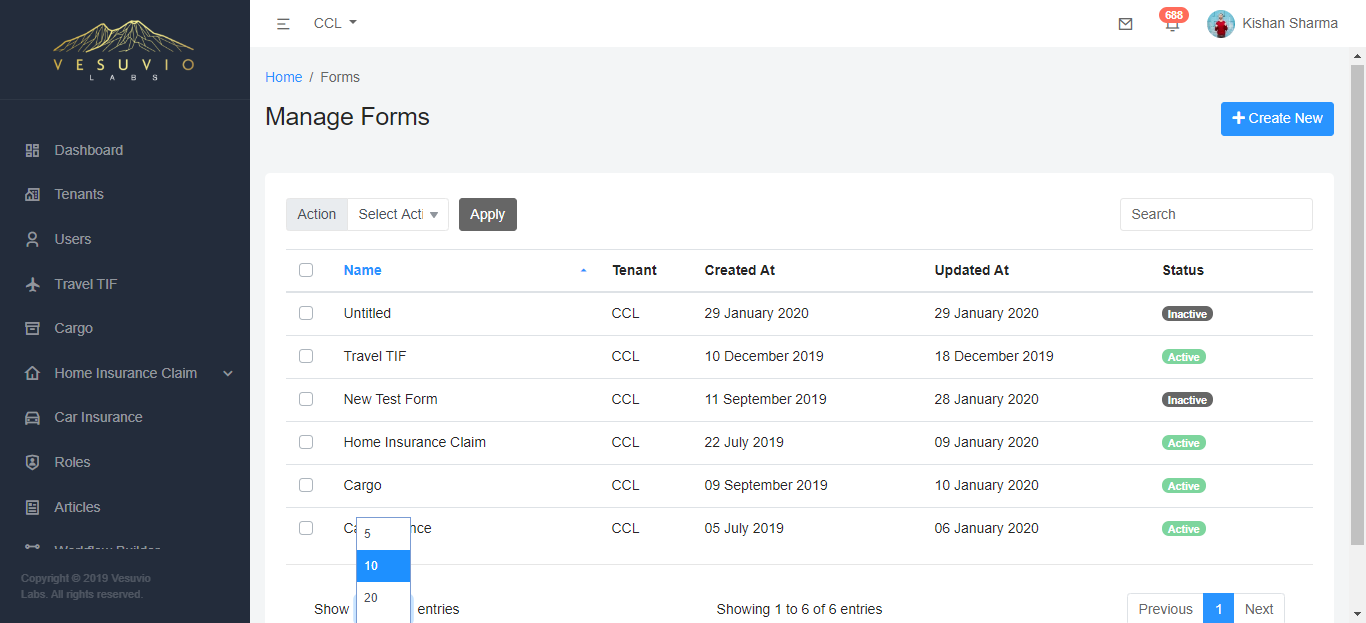 VESUVIO
LABS
CCL
688
Kishan Sharma
Home / Forms
Manage Forms
Create New
Dashboard
Tenants
Users
Travel TIF
Cargo
Home Insurance Claim
Car Insurance
Roles
Articles
Workflow Builder
Copyright © 2019 Vesuvio
Labs. All rights reserved.
Action Select Acti Apply Search
Name Tenant Created At Updated At Status
Untitled CCL 29 January 2020 29 January 2020 Inactive
Travel TIF CCL 10 December 2019 18 December 2019 Active
New Test Form CCL 11 September 2019 28 January 2020 Inactive
Home Insurance Claim CCL 22 July 2019 09 January 2020 Active
Cargo CCL 09 September 2019 10 January 2020 Active
CCL 05 July 2019 06 January 2020 Active
5
10
20
Show entries Showing 1 to 6 of 6 entries Previous 1 Next